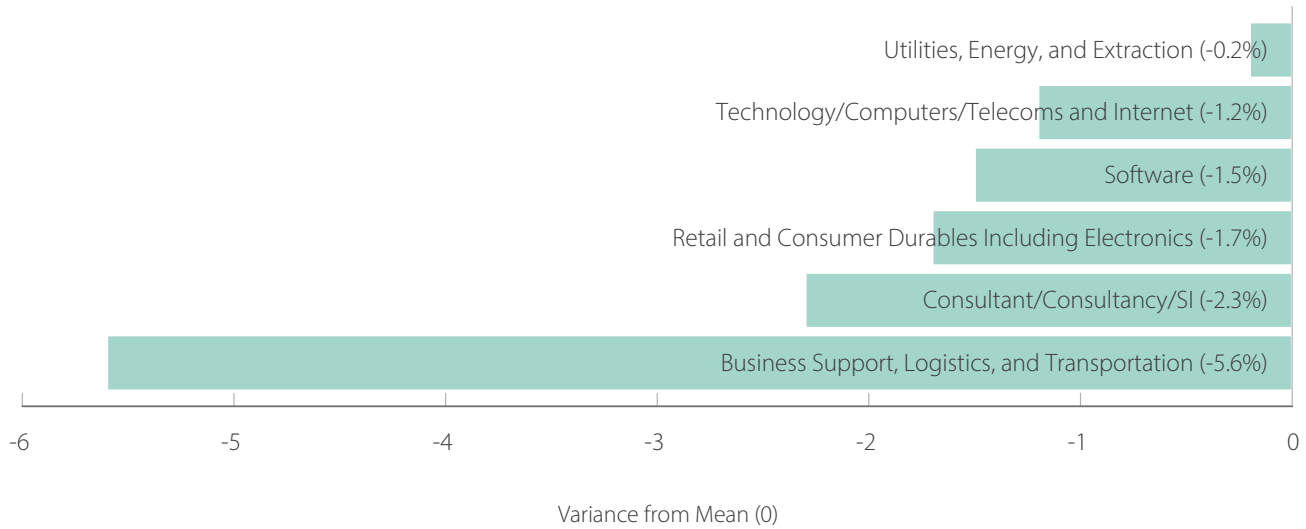 Utilities, Energy, and Extraction (-0.2%)
Technology/Computers/Telecoms and Internet (-1.2%)
Software (-1.5%)
Retail and Consumer Durables Including Electronics (-1.7%)
Consultant/Consultancy/SI (-2.3%)
Business Support, Logistics, and Transportation (-5.6%)
-6 -5 -4 -3 -2 -1 0
Variance from Mean (0)